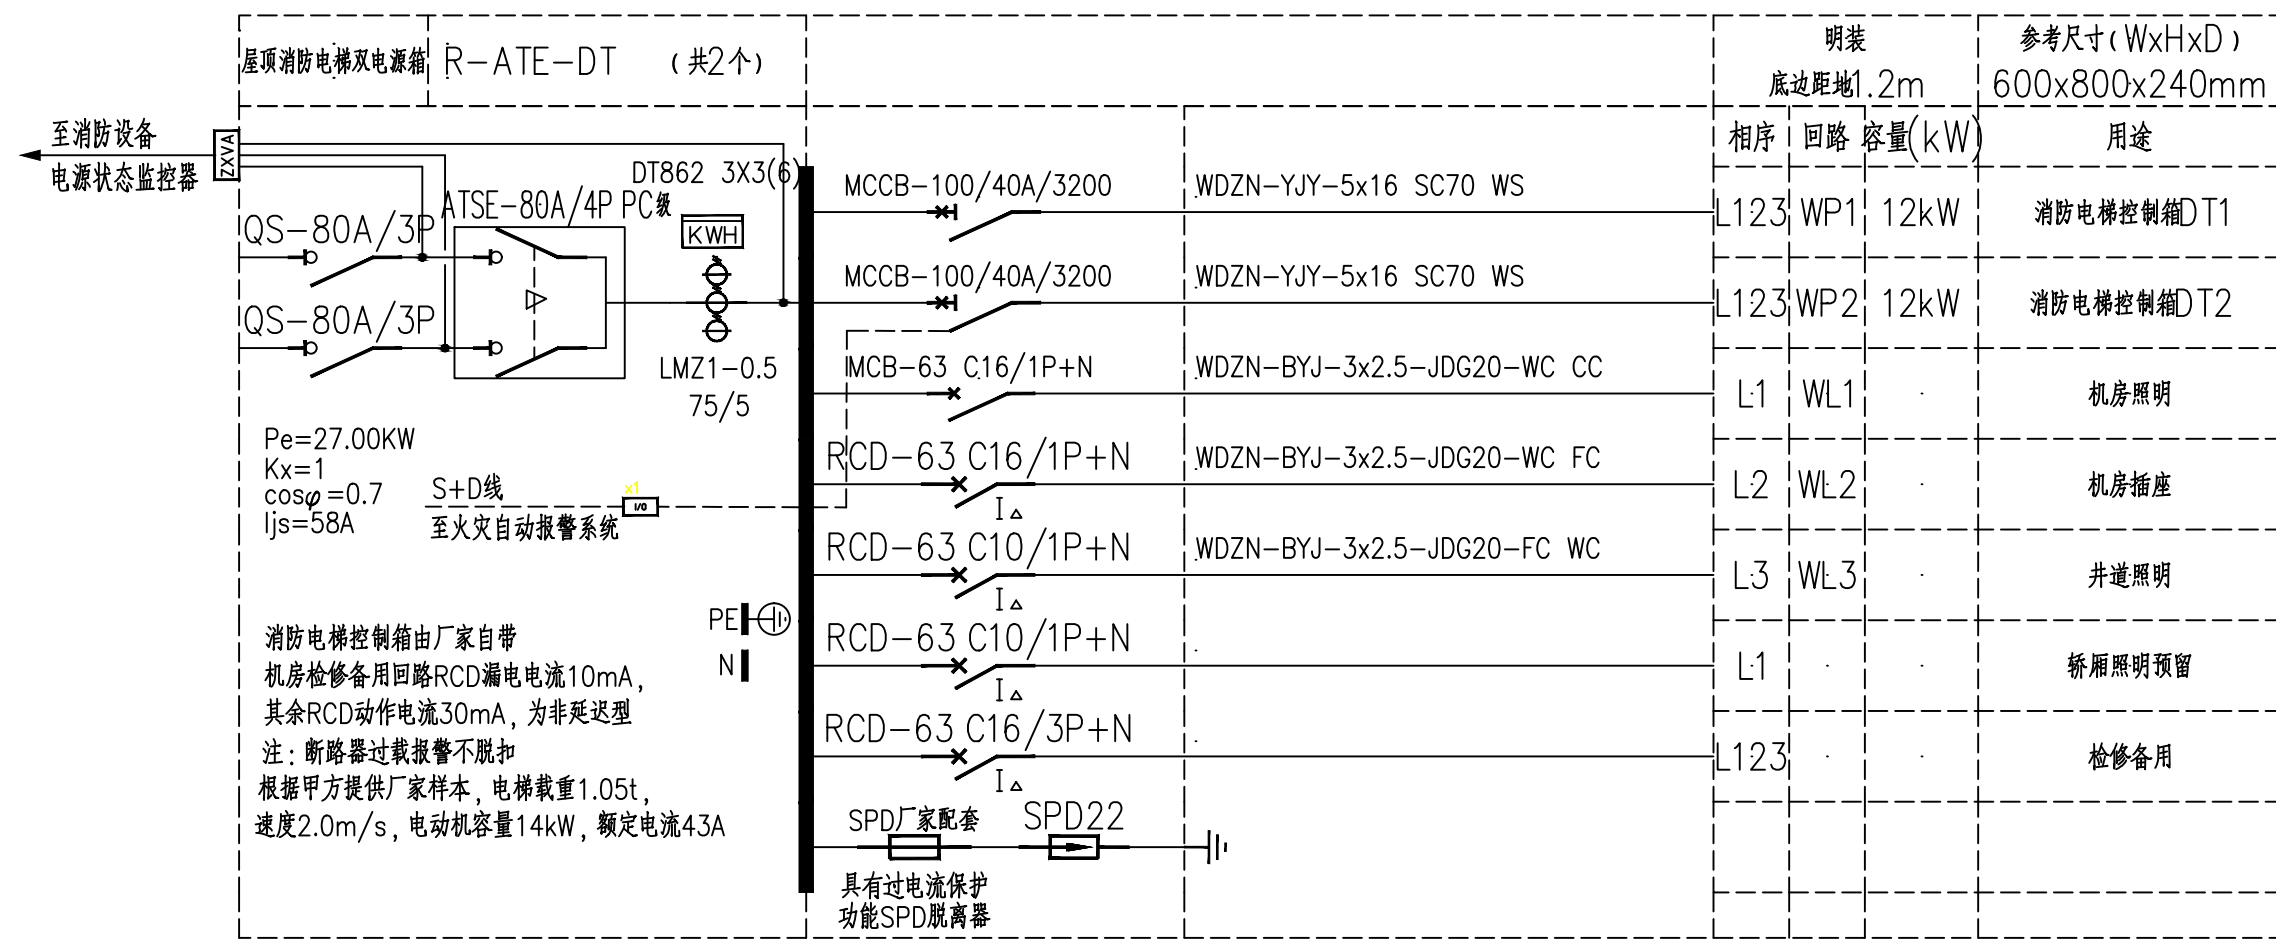 屋顶消防电梯双电源箱 R-ATE-DT （共2个）
明装
底边距地1.2m
参考尺寸（WxHxD）
600x800x240mm
相序 回路 容量(kW) 用途
至消防设备
电源状态监控器
ZXVA
QS-80A/3P
QS-80A/3P
ATSE-80A/4P PC级
DT862 3X3(6)
KWH
LMZ1-0.5
75/5
MCCB-100/40A/3200 WDZN-YJY-5x16 SC70 WS L123 WP1 12kW 消防电梯控制箱DT1
MCCB-100/40A/3200 WDZN-YJY-5x16 SC70 WS L123 WP2 12kW 消防电梯控制箱DT2
MCB-63 C16/1P+N WDZN-BYJ-3x2.5-JDG20-WC CC L1 WL1 机房照明
RCD-63 C16/1P+N WDZN-BYJ-3x2.5-JDG20-WC FC L2 WL2 机房插座
I△
RCD-63 C10/1P+N WDZN-BYJ-3x2.5-JDG20-FC WC L3 WL3 井道照明
I△
RCD-63 C10/1P+N L1 轿厢照明预留
I△
RCD-63 C16/3P+N L123 检修备用
I△
Pe=27.00KW
Kx=1
cosφ=0.7
Ijs=58A
S+D线
x1
I/O
至火灾自动报警系统
PE
N
消防电梯控制箱由厂家自带
机房检修备用回路RCD漏电电流10mA,
其余RCD动作电流30mA，为非延迟型
注：断路器过载报警不脱扣
根据甲方提供厂家样本，电梯载重1.05t,
速度2.0m/s，电动机容量14kW，额定电流43A
SPD厂家配套 SPD22
具有过电流保护
功能SPD脱离器